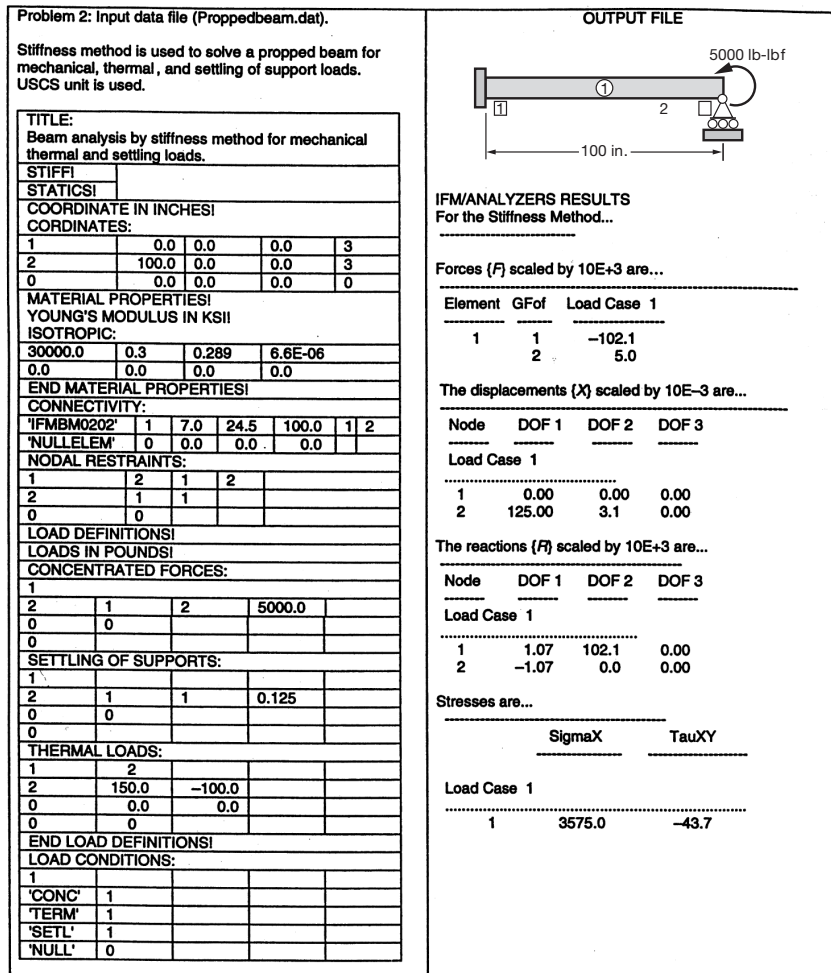 Problem 2: Input data file (Proppedbeam.dat).
Stiffness method is used to solve a propped beam for
mechanical, thermal, and settling of support loads.
USCS unit is used.
TITLE:
Beam analysis by stiffness method for mechanical
thermal and settling loads.
STIFF!
STATICS!
COORDINATE IN INCHES!
CORDINATES:
1 0.0 0.0 0.0 3
2 100.0 0.0 0.0 3
0 0.0 0.0 0.0 0
MATERIAL PROPERTIES!
YOUNG'S MODULUS IN KSI!
ISOTROPIC:
30000.0 0.3 0.289 6.6E-06
0.0 0.0 0.0 0.0
END MATERIAL PROPERTIES!
CONNECTIVITY:
'IFMBM0202' 1 7.0 24.5 100.0 1 2
'NULLELEM' 0 0.0 0.0 0.0
NODAL RESTRAINTS:
1 2 1 2
2 1 1
0 0
LOAD DEFINITIONS!
LOADS IN POUNDS!
CONCENTRATED FORCES:
1
2 1 2 5000.0
0 0
0
SETTLING OF SUPPORTS:
1
2 1 1 0.125
0 0
0
THERMAL LOADS:
1 2
2 150.0 –100.0
0 0.0 0.0
0 0
END LOAD DEFINITIONS!
LOAD CONDITIONS:
1
'CONC' 1
'TERM' 1
'SETL' 1
'NULL' 0
OUTPUT FILE
5000 lb-lbf
1
1 2
100 in.
IFM/ANALYZERS RESULTS
For the Stiffness Method...
Forces {F} scaled by 10E+3 are...
Element GFof Load Case 1
1 1 –102.1
2 5.0
The displacements {X} scaled by 10E–3 are...
Node DOF 1 DOF 2 DOF 3
Load Case 1
1 0.00 0.00 0.00
2 125.00 3.1 0.00
The reactions {R} scaled by 10E+3 are...
Node DOF 1 DOF 2 DOF 3
Load Case 1
1 1.07 102.1 0.00
2 –1.07 0.0 0.00
Stresses are...
SigmaX TauXY
Load Case 1
1 3575.0 –43.7